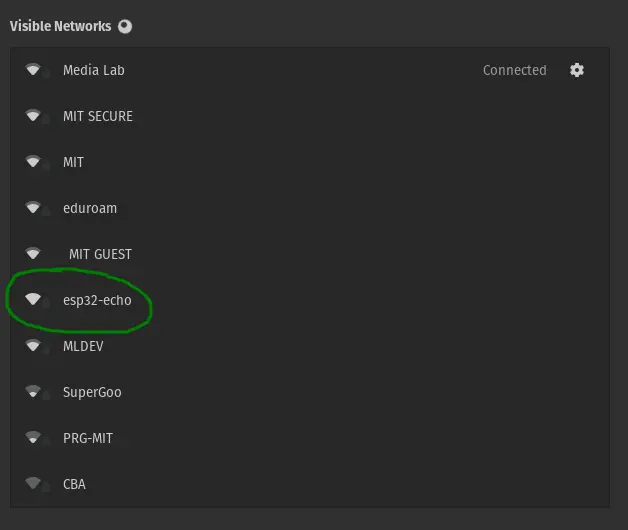 Visible Networks
Media Lab Connected
MIT SECURE
MIT
eduroam
MIT GUEST
esp32-echo
MLDEV
SuperGoo
PRG-MIT
CBA